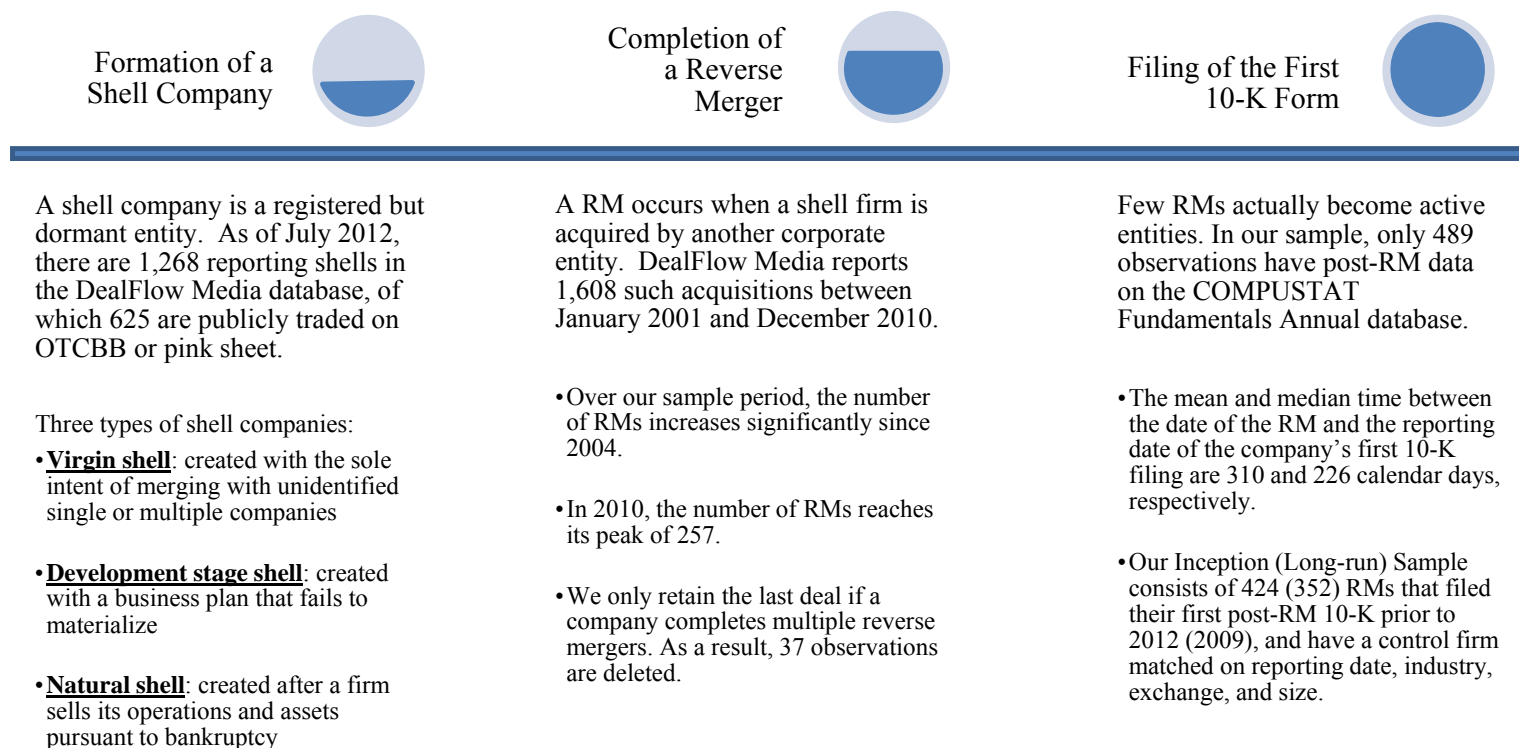 Formation of a
Shell Company
A shell company is a registered but
dormant entity.  As of July 2012,
there are 1,268 reporting shells in
the DealFlow Media database, of
which 625 are publicly traded on
OTCBB or pink sheet.
Three types of shell companies:
•Virgin shell: created with the sole
intent of merging with unidentified
single or multiple companies
•Development stage shell: created
with a business plan that fails to
materialize
•Natural shell: created after a firm
sells its operations and assets
pursuant to bankruptcy
Completion of
a Reverse
Merger
A RM occurs when a shell firm is
acquired by another corporate
entity.  DealFlow Media reports
1,608 such acquisitions between
January 2001 and December 2010.
•Over our sample period, the number
of RMs increases significantly since
2004.
•In 2010, the number of RMs reaches
its peak of 257.
•We only retain the last deal if a
company completes multiple reverse
mergers. As a result, 37 observations
are deleted.
Filing of the First
10-K Form
Few RMs actually become active
entities. In our sample, only 489
observations have post-RM data
on the COMPUSTAT
Fundamentals Annual database.
•The mean and median time between
the date of the RM and the reporting
date of the company's first 10-K
filing are 310 and 226 calendar days,
respectively.
•Our Inception (Long-run) Sample
consists of 424 (352) RMs that filed
their first post-RM 10-K prior to
2012 (2009), and have a control firm
matched on reporting date, industry,
exchange, and size.